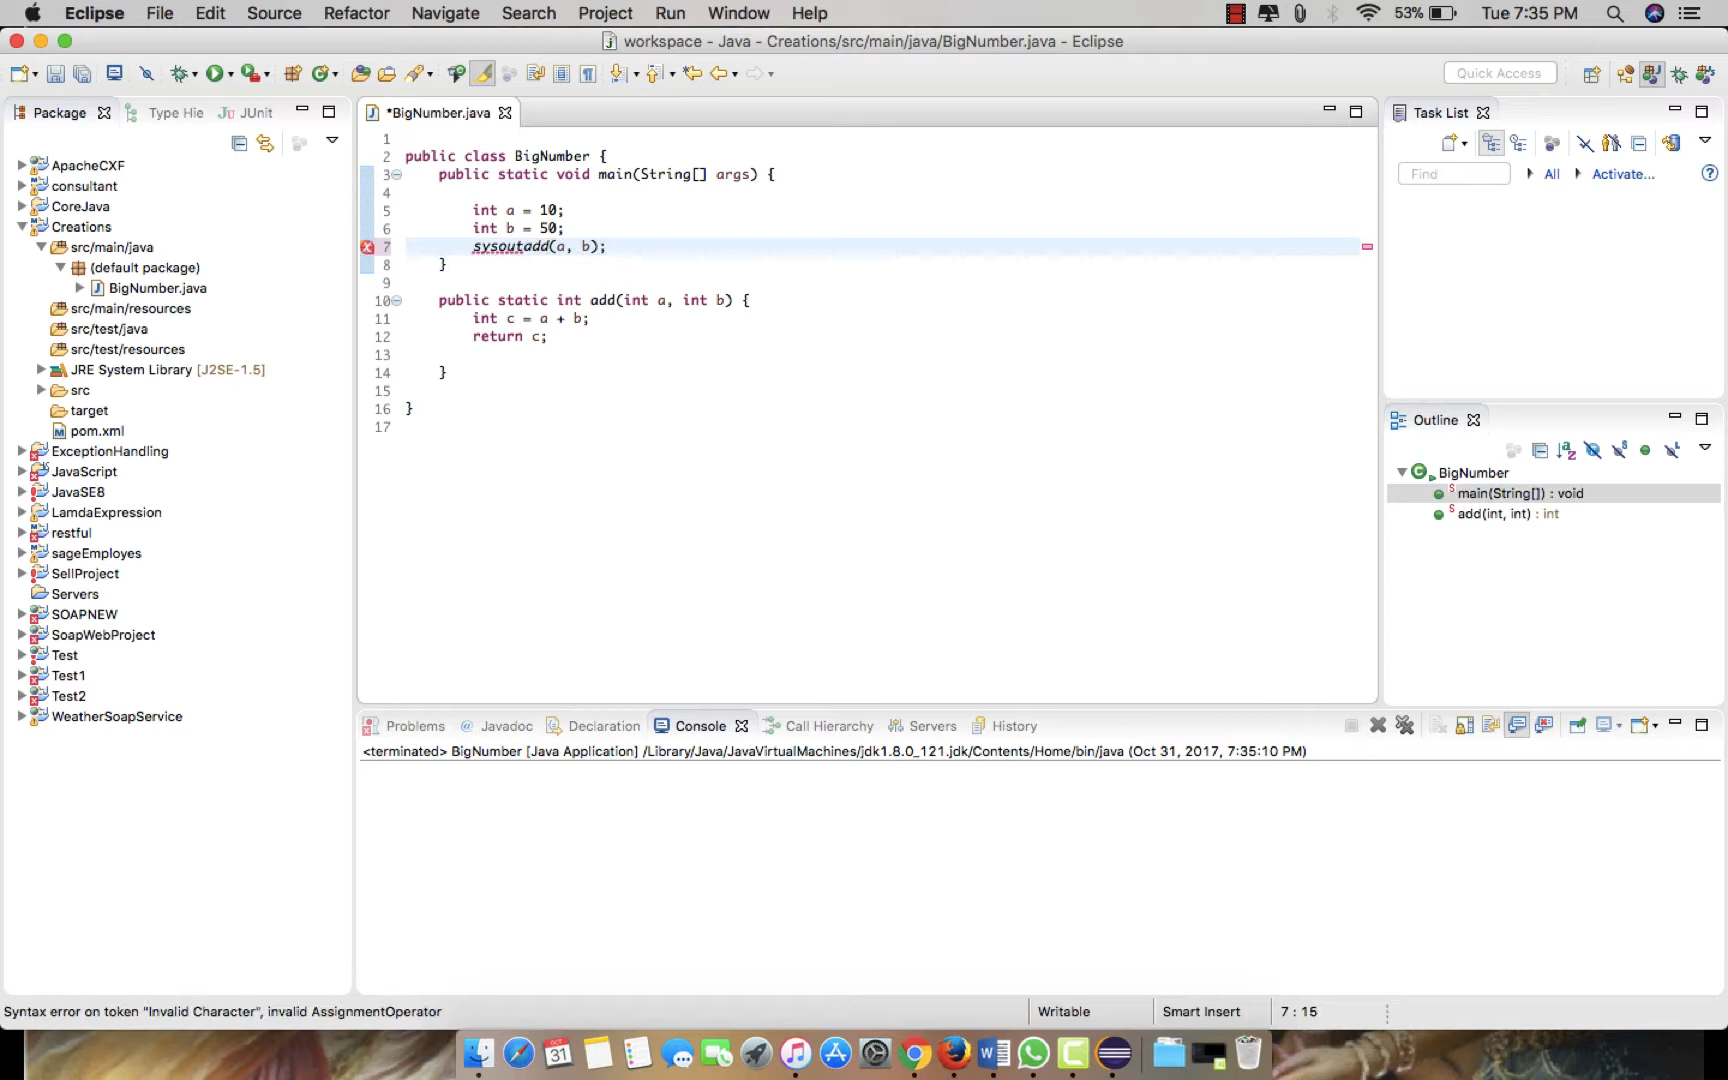 Eclipse File Edit Source Refactor Navigate Search Project Run Window Help 53% Tue 7:35 PM
workspace - Java - Creations/src/main/java/BigNumber.java - Eclipse
Quick Access
Package Type Hie JUnit
ApacheCXF
consultant
CoreJava
Creations
src/main/java
(default package)
BigNumber.java
src/main/resources
src/test/java
src/test/resources
JRE System Library [J2SE-1.5]
src
target
pom.xml
ExceptionHandling
JavaScript
JavaSE8
LamdaExpression
restful
sageEmployes
SellProject
Servers
SOAPNEW
SoapWebProject
Test
Test1
Test2
WeatherSoapService
*BigNumber.java
1
2 public class BigNumber {
3 public static void main(String[] args) {
4
5 int a = 10;
6 int b = 50;
7 sysoutadd(a, b);
8 }
9
10 public static int add(int a, int b) {
11 int c = a + b;
12 return c;
13
14 }
15
16 }
17
Task List
Find All Activate...
Outline
BigNumber
main(String[]) : void
add(int, int) : int
Problems Javadoc Declaration Console Call Hierarchy Servers History
<terminated> BigNumber [Java Application] /Library/Java/JavaVirtualMachines/jdk1.8.0_121.jdk/Contents/Home/bin/java (Oct 31, 2017, 7:35:10 PM)
Syntax error on token "Invalid Character", invalid AssignmentOperator Writable Smart Insert 7 : 15
OCT
31